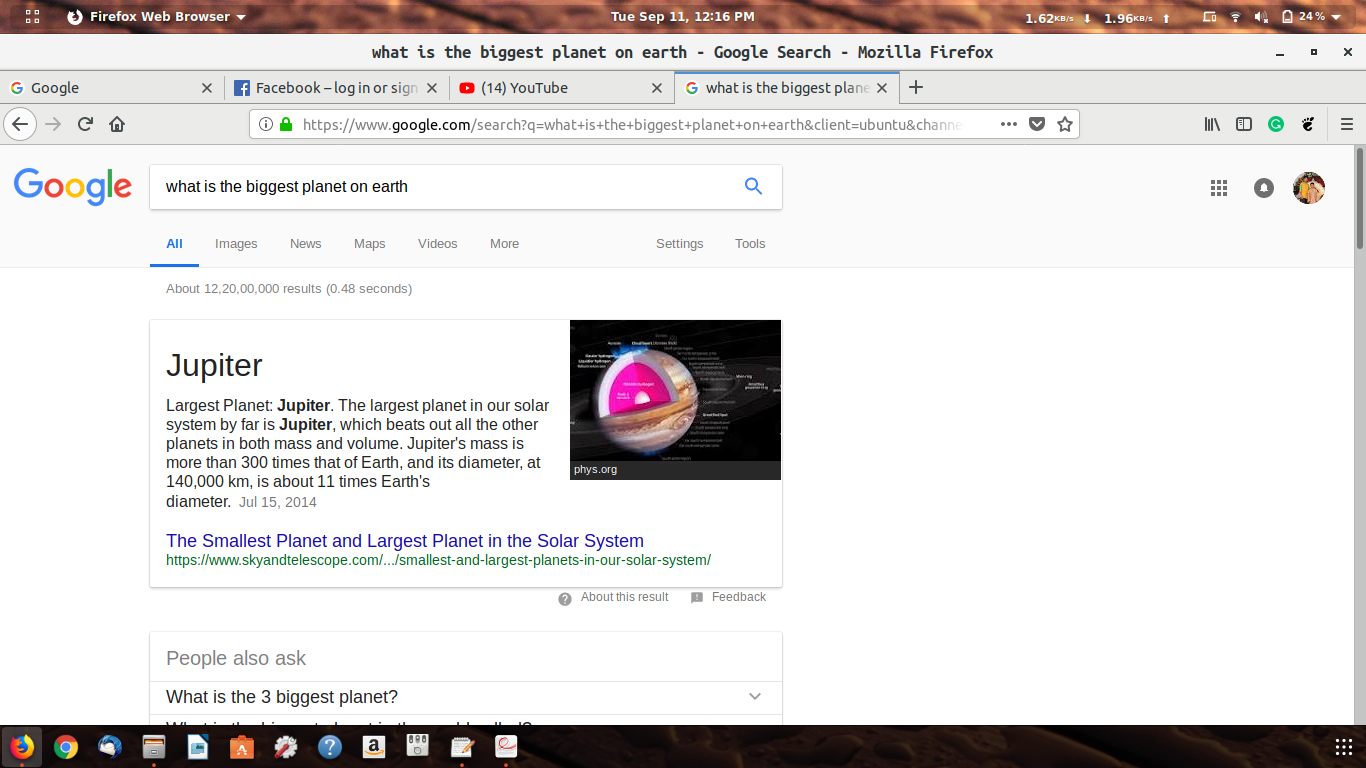 Firefox Web Browser
Tue Sep 11, 12:16 PM
1.62KB/s 1.96KB/s 24 %
what is the biggest planet on earth - Google Search - Mozilla Firefox
Google
Facebook – log in or sign
(14) YouTube
what is the biggest plane
https://www.google.com/search?q=what+is+the+biggest+planet+on+earth&client=ubuntu&channe
Google
what is the biggest planet on earth
All Images News Maps Videos More Settings Tools
About 12,20,00,000 results (0.48 seconds)
Jupiter
Largest Planet: Jupiter. The largest planet in our solar
system by far is Jupiter, which beats out all the other
planets in both mass and volume. Jupiter's mass is
more than 300 times that of Earth, and its diameter, at
140,000 km, is about 11 times Earth's
diameter. Jul 15, 2014
phys.org
The Smallest Planet and Largest Planet in the Solar System
https://www.skyandtelescope.com/.../smallest-and-largest-planets-in-our-solar-system/
About this result Feedback
People also ask
What is the 3 biggest planet?